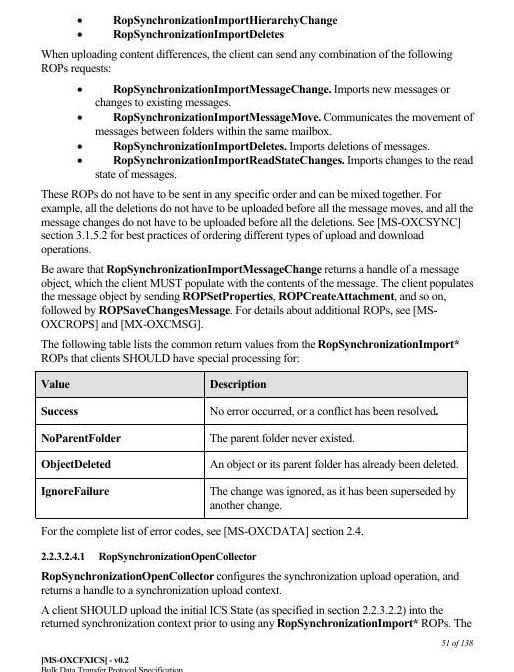 • RopSynchronizationImportHierarchyChange
• RopSynchronizationImportDeletes
When uploading content differences, the client can send any combination of the following
ROPs requests:
• RopSynchronizationImportMessageChange. Imports new messages or
changes to existing messages.
• RopSynchronizationImportMessageMove. Communicates the movement of
messages between folders within the same mailbox.
• RopSynchronizationImportDeletes. Imports deletions of messages.
• RopSynchronizationImportReadStateChanges. Imports changes to the read
state of messages.
These ROPs do not have to be sent in any specific order and can be mixed together. For
example, all the deletions do not have to be uploaded before all the message moves, and all the
message changes do not have to be uploaded before all the deletions. See [MS-OXCSYNC]
section 3.1.5.2 for best practices of ordering different types of upload and download
operations.
Be aware that RopSynchronizationImportMessageChange returns a handle of a message
object, which the client MUST populate with the contents of the message. The client populates
the message object by sending ROPSetProperties, ROPCreateAttachment, and so on,
followed by ROPSaveChangesMessage. For details about additional ROPs, see [MS-
OXCROPS] and [MX-OXCMSG].
The following table lists the common return values from the RopSynchronizationImport*
ROPs that clients SHOULD have special processing for:
Value Description
Success No error occurred, or a conflict has been resolved.
NoParentFolder The parent folder never existed.
ObjectDeleted An object or its parent folder has already been deleted.
IgnoreFailure The change was ignored, as it has been superseded by
another change.
For the complete list of error codes, see [MS-OXCDATA] section 2.4.
2.2.3.2.4.1 RopSynchronizationOpenCollector
RopSynchronizationOpenCollector configures the synchronization upload operation, and
returns a handle to a synchronization upload context.
A client SHOULD upload the initial ICS State (as specified in section 2.2.3.2.2) into the
returned synchronization context prior to using any RopSynchronizationImport* ROPs. The
51 of 138
[MS-OXCFXICS] - v0.2
Bulk Data Transfer Protocol Specification